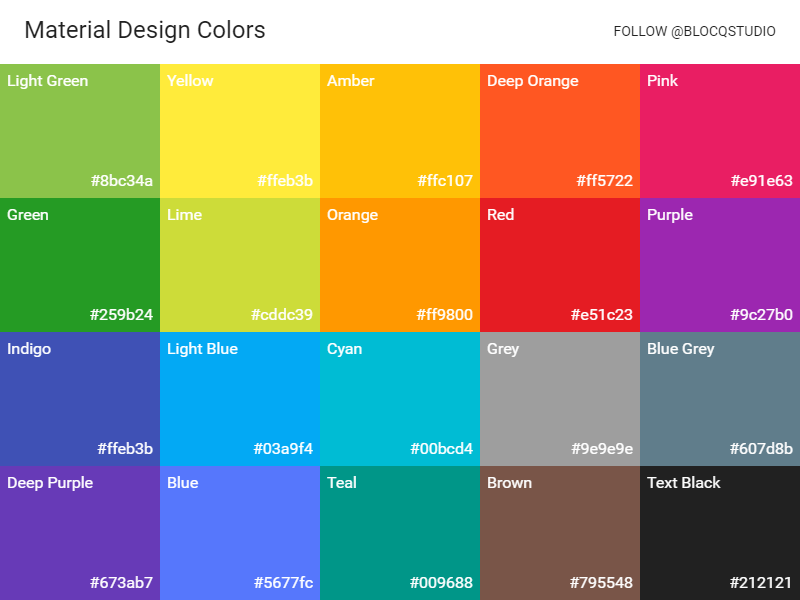 Material Design Colors
FOLLOW @BLOCQSTUDIO
Light Green
#8bc34a
Yellow
#ffeb3b
Amber
#ffc107
Deep Orange
#ff5722
Pink
#e91e63
Green
#259b24
Lime
#cddc39
Orange
#ff9800
Red
#e51c23
Purple
#9c27b0
Indigo
#ffeb3b
Light Blue
#03a9f4
Cyan
#00bcd4
Grey
#9e9e9e
Blue Grey
#607d8b
Deep Purple
#673ab7
Blue
#5677fc
Teal
#009688
Brown
#795548
Text Black
#212121